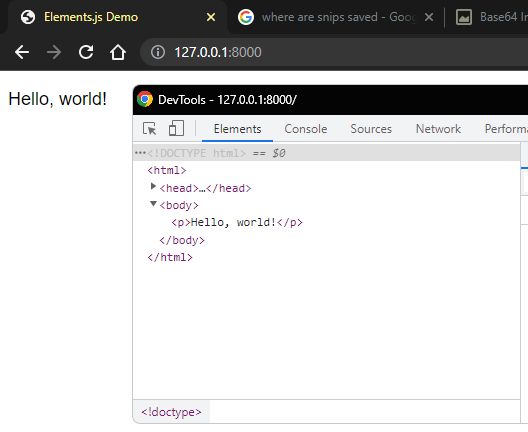 Elements.js Demo × where are snips saved - Goo × Base64 In
127.0.0.1:8000
Hello, world!
DevTools - 127.0.0.1:8000/
Elements Console Sources Network Performa
···<!DOCTYPE html> == $0
<html>
<head>…</head>
<body>
<p>Hello, world!</p>
</body>
</html>
<!doctype>